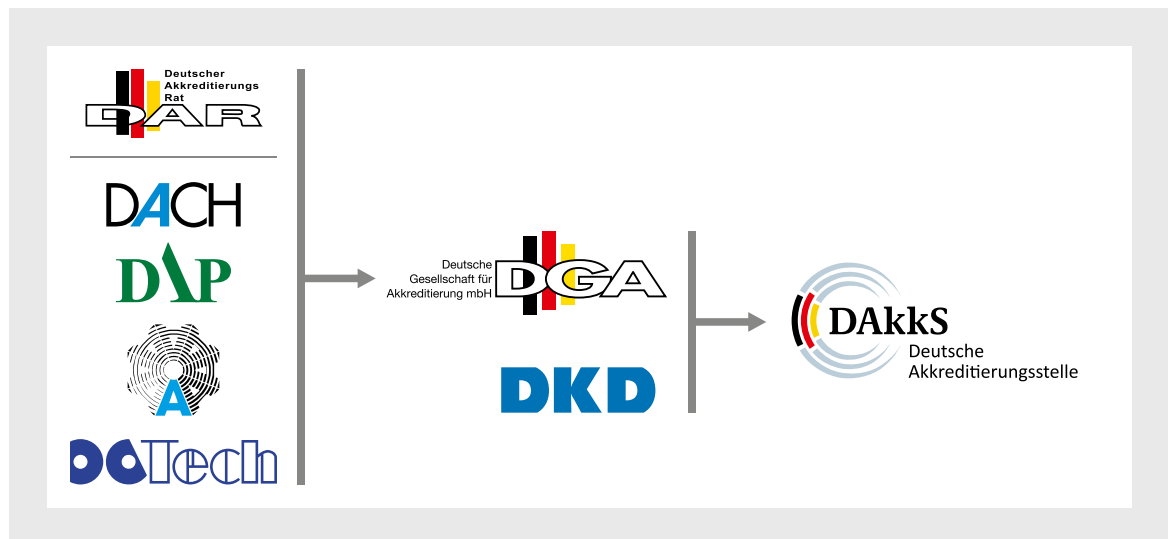 Deutscher
Akkreditierungs
Rat
DAR
DACH
DAP
A
DATech
Deutsche
Gesellschaft für
Akkreditierung mbH
DGA
DKD
DAkkS
Deutsche
Akkreditierungsstelle